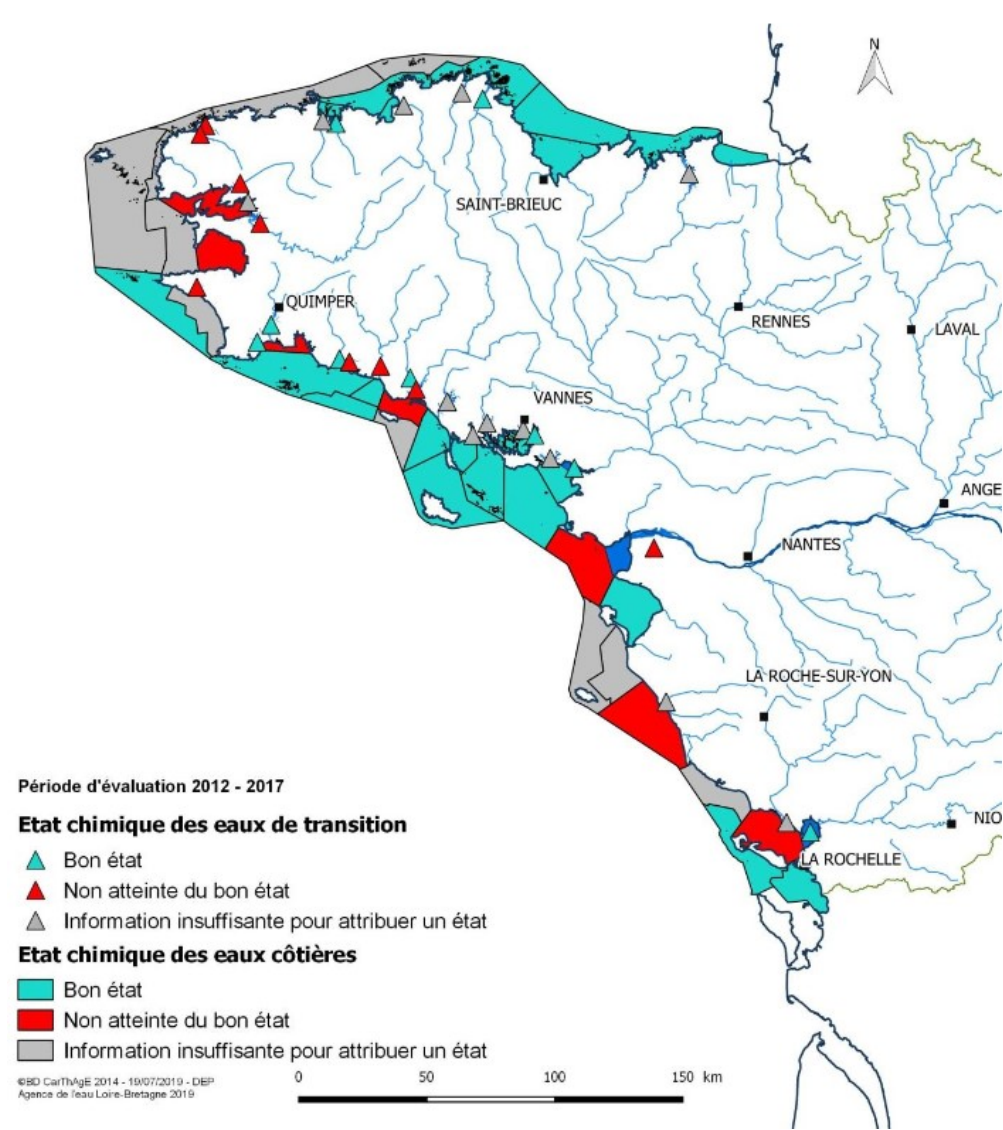 N
SAINT-BRIEUC
QUIMPER
RENNES
LAVAL
VANNES
ANGE
NANTES
LA ROCHE-SUR-YON
NIO
LA ROCHELLE
Période d'évaluation 2012 - 2017
Etat chimique des eaux de transition
Bon état
Non atteinte du bon état
Information insuffisante pour attribuer un état
Etat chimique des eaux côtières
Bon état
Non atteinte du bon état
Information insuffisante pour attribuer un état
©BD CarThAgE 2014 - 19/07/2019 - DEP
Agence de l'eau Loire-Bretagne 2019
0 50 100 150 km